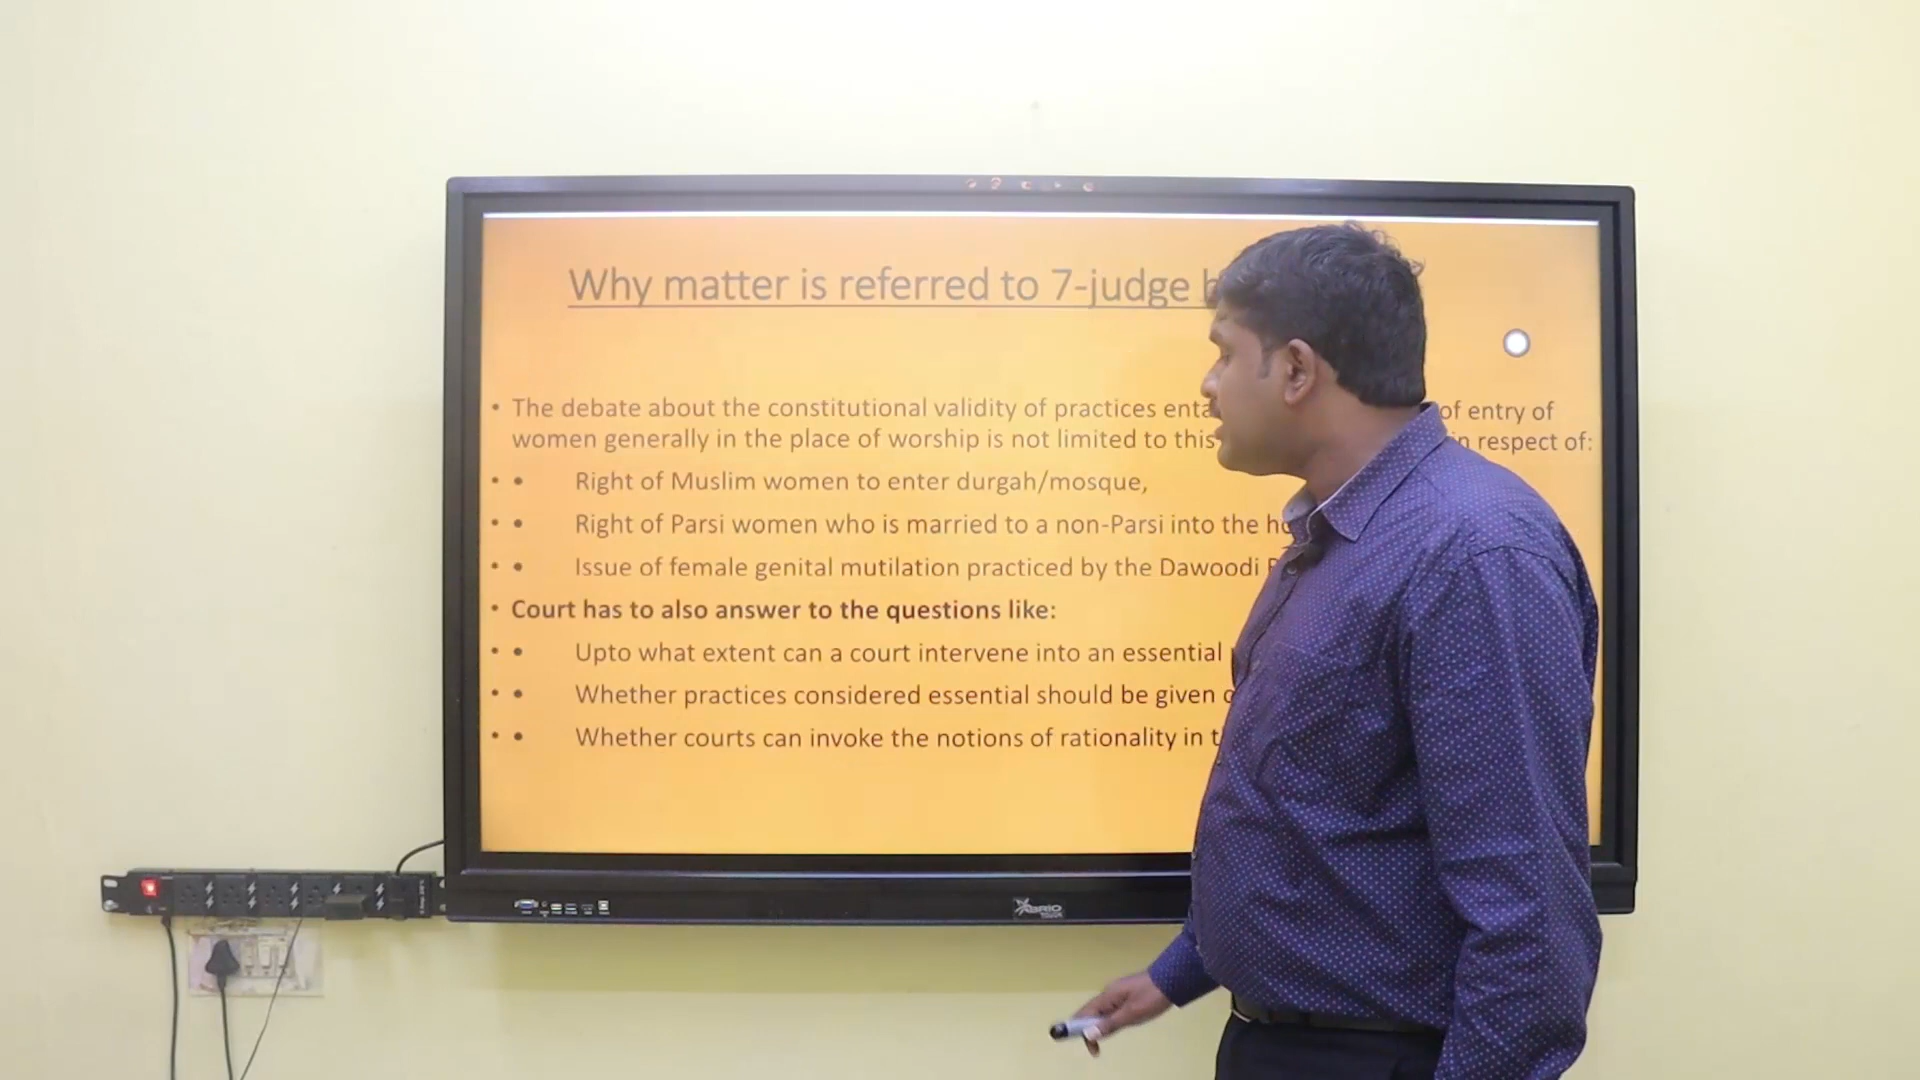 Why matter is referred to 7-judge
• The debate about the constitutional validity of practices of entry of
women generally in the place of worship is not limited to this in respect of:
• • Right of Muslim women to enter durgah/mosque,
• • Right of Parsi women who is married to a non-Parsi into the
• • Issue of female genital mutilation practiced by the Dawoodi
• Court has to also answer to the questions like:
• • Upto what extent can a court intervene into an essential
• • Whether practices considered essential should be given
• • Whether courts can invoke the notions of rationality in